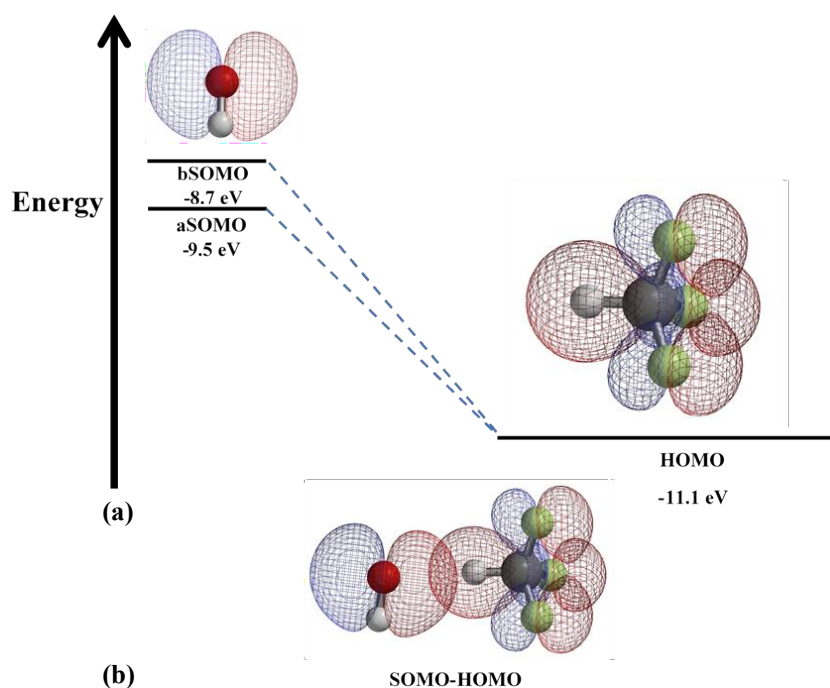 bSOMO
-8.7 eV
Energy
aSOMO
-9.5 eV
HOMO
-11.1 eV
(a)
(b)
SOMO-HOMO